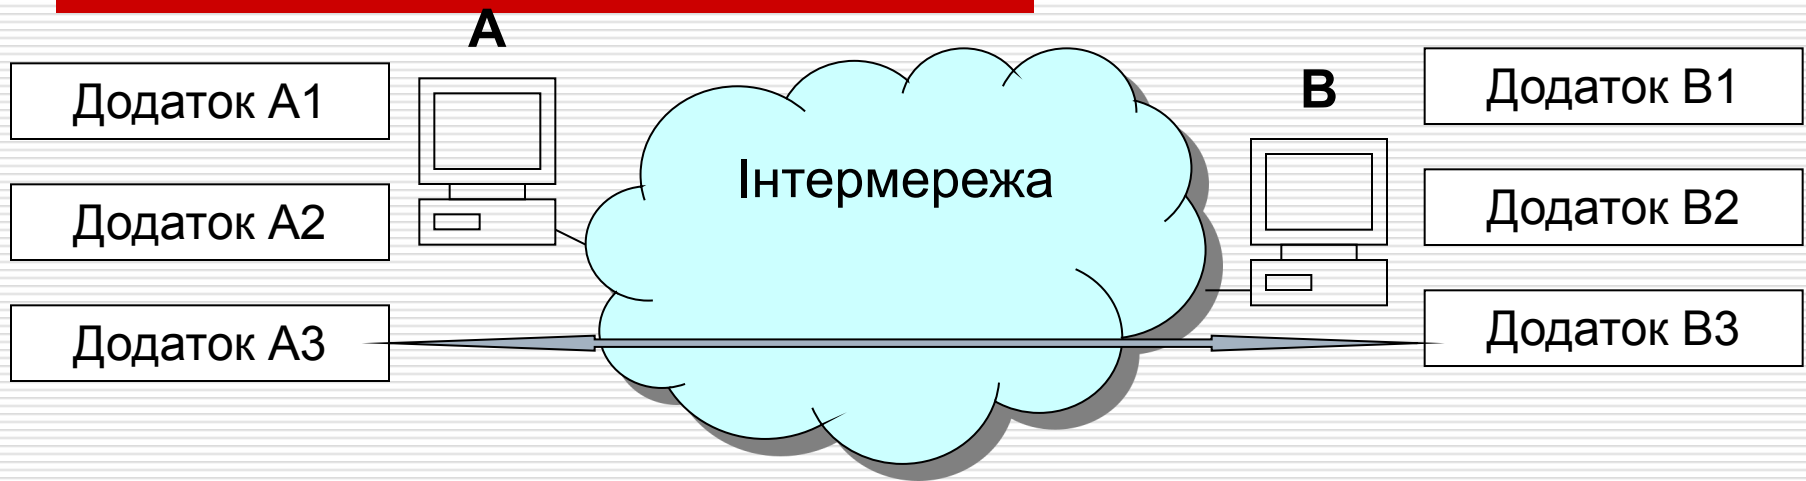 A
Додаток A1
Додаток A2
Додаток A3
Інтермережа
B
Додаток B1
Додаток B2
Додаток B3